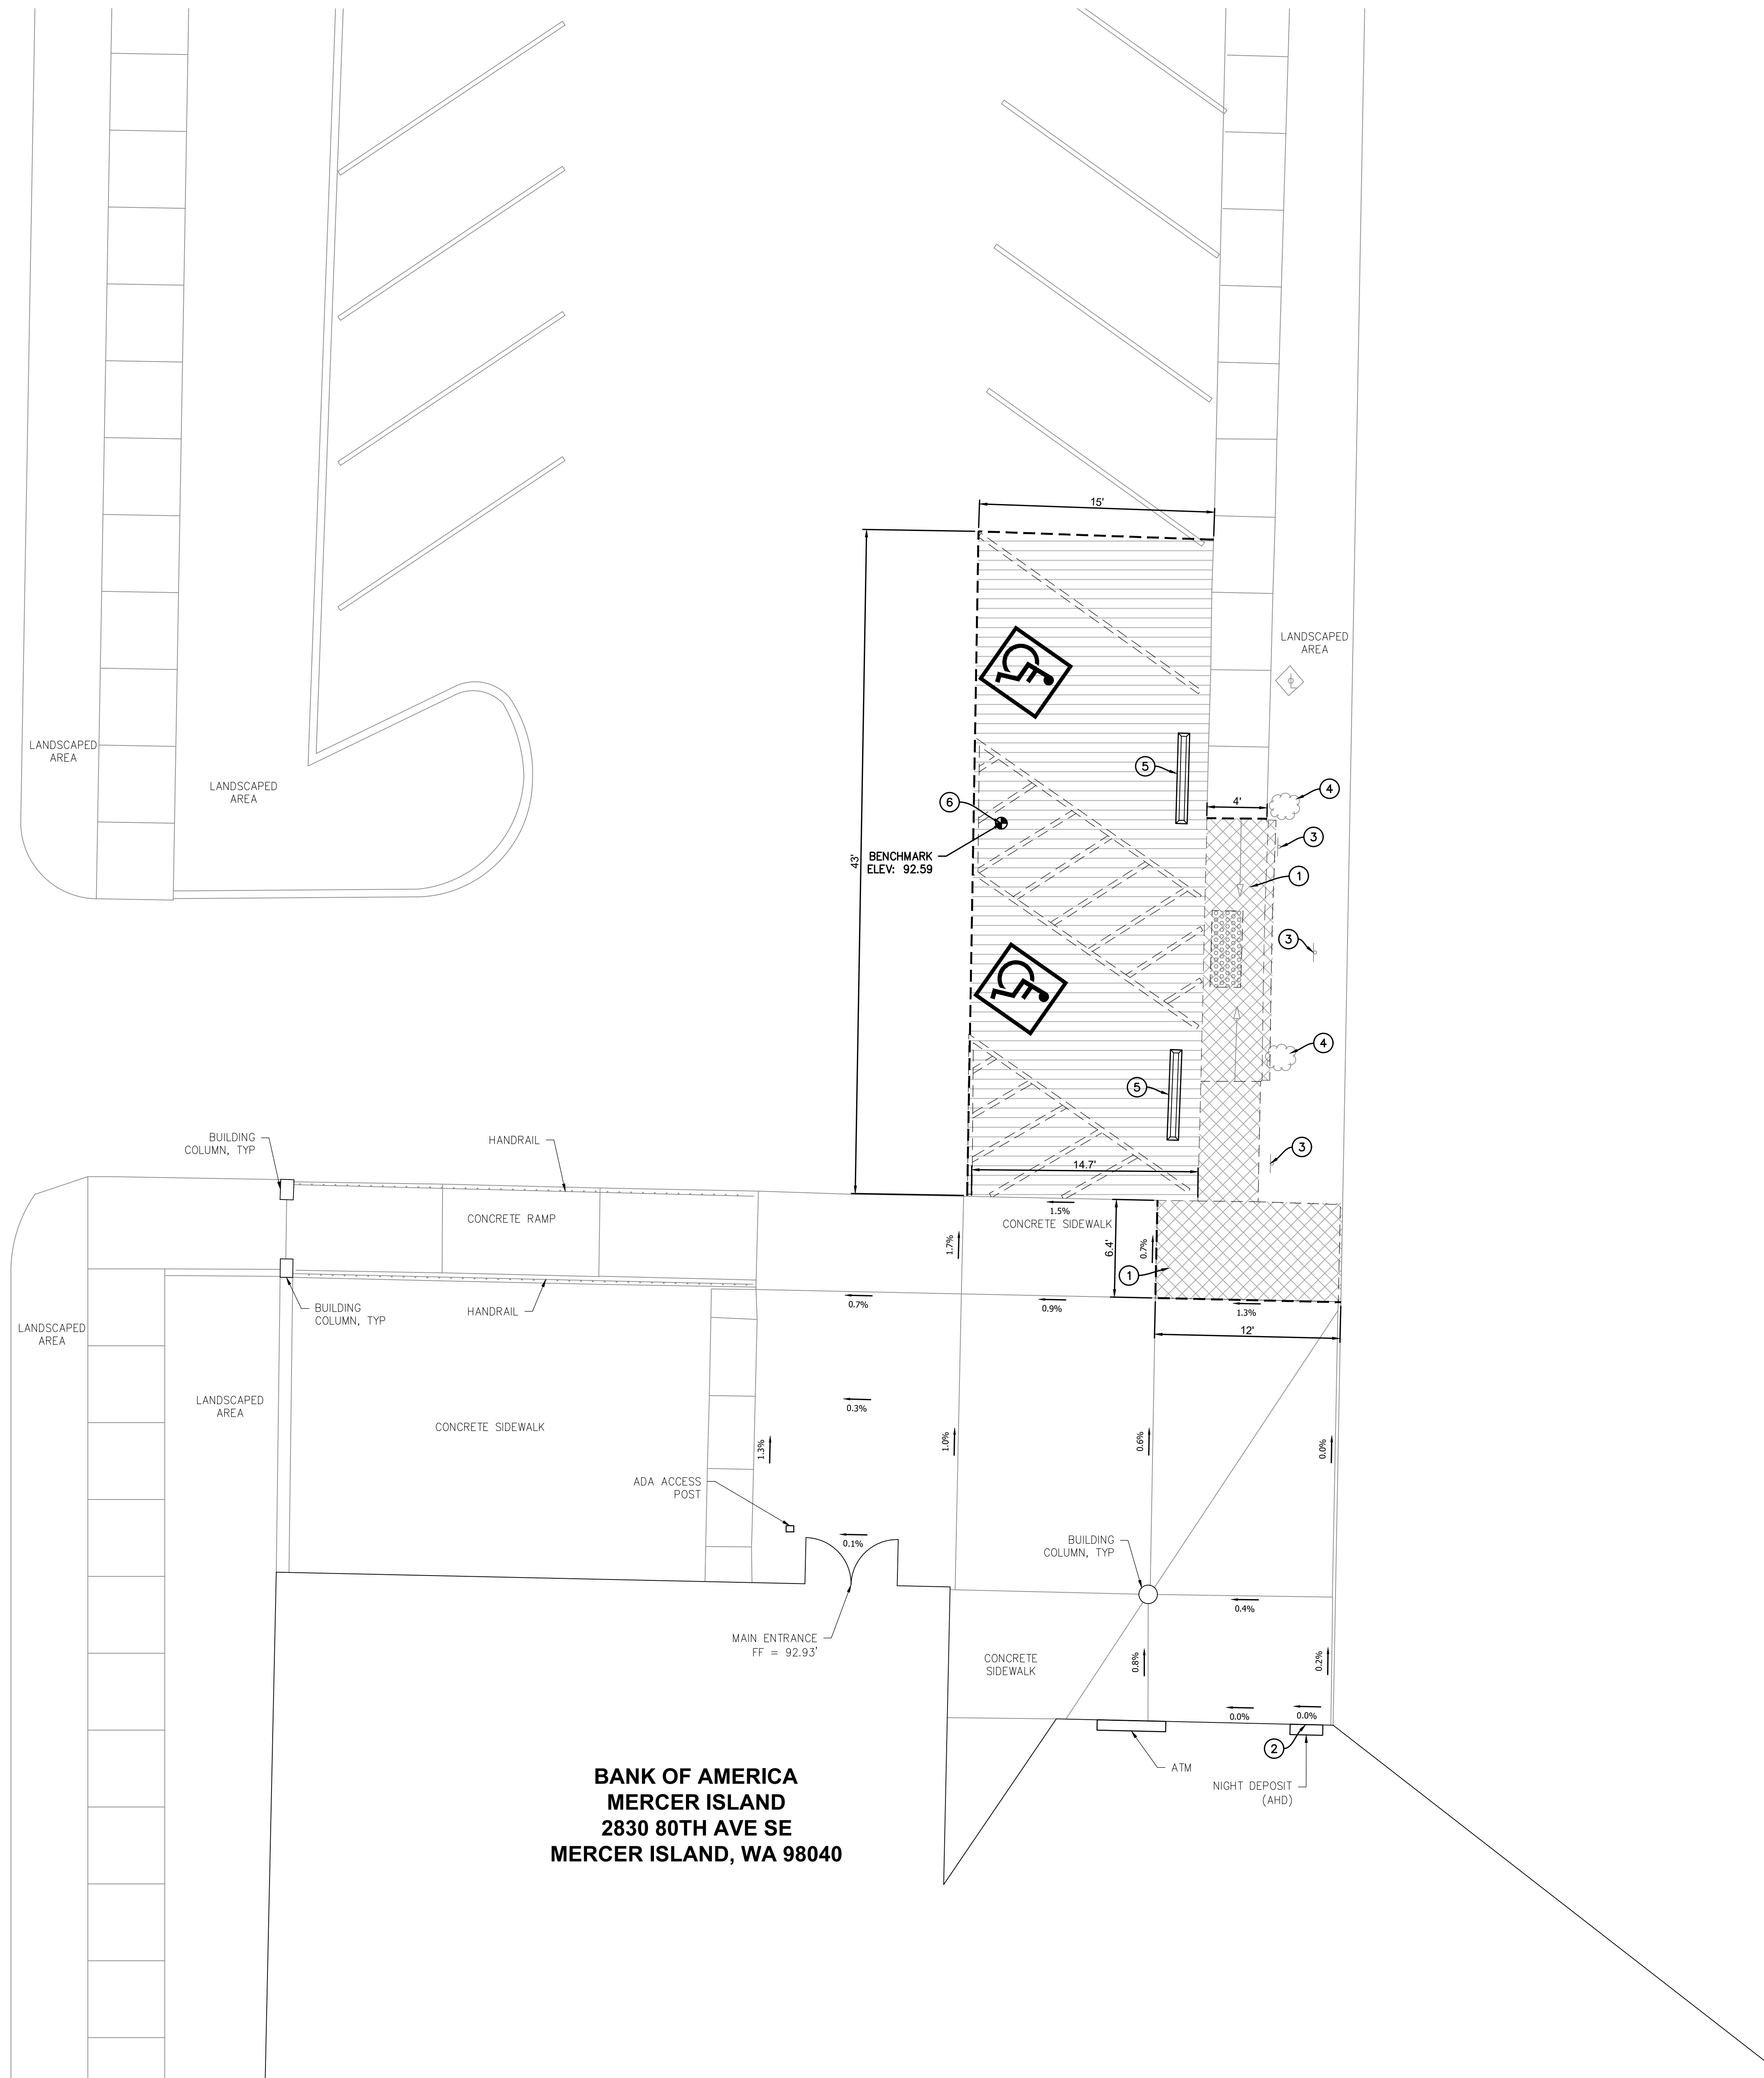 15'
LANDSCAPED
AREA
LANDSCAPED
AREA
LANDSCAPED
AREA
5
4
4'
6
3
BENCHMARK
ELEV: 92.59
43'
1
3
4
5
3
BUILDING
COLUMN, TYP
HANDRAIL
14.7'
CONCRETE RAMP
1.5%
CONCRETE SIDEWALK
1.7%
6.4'
0.7%
1
BUILDING
COLUMN, TYP
HANDRAIL
0.7%
0.9%
1.3%
12'
LANDSCAPED
AREA
LANDSCAPED
AREA
0.3%
CONCRETE SIDEWALK
1.3%
1.0%
0.6%
0.0%
ADA ACCESS
POST
0.1%
BUILDING
COLUMN, TYP
0.4%
MAIN ENTRANCE
FF = 92.93'
CONCRETE
SIDEWALK
0.8%
0.2%
0.0%
0.0%
2
ATM
NIGHT DEPOSIT
(AHD)
BANK OF AMERICA
MERCER ISLAND
2830 80TH AVE SE
MERCER ISLAND, WA 98040